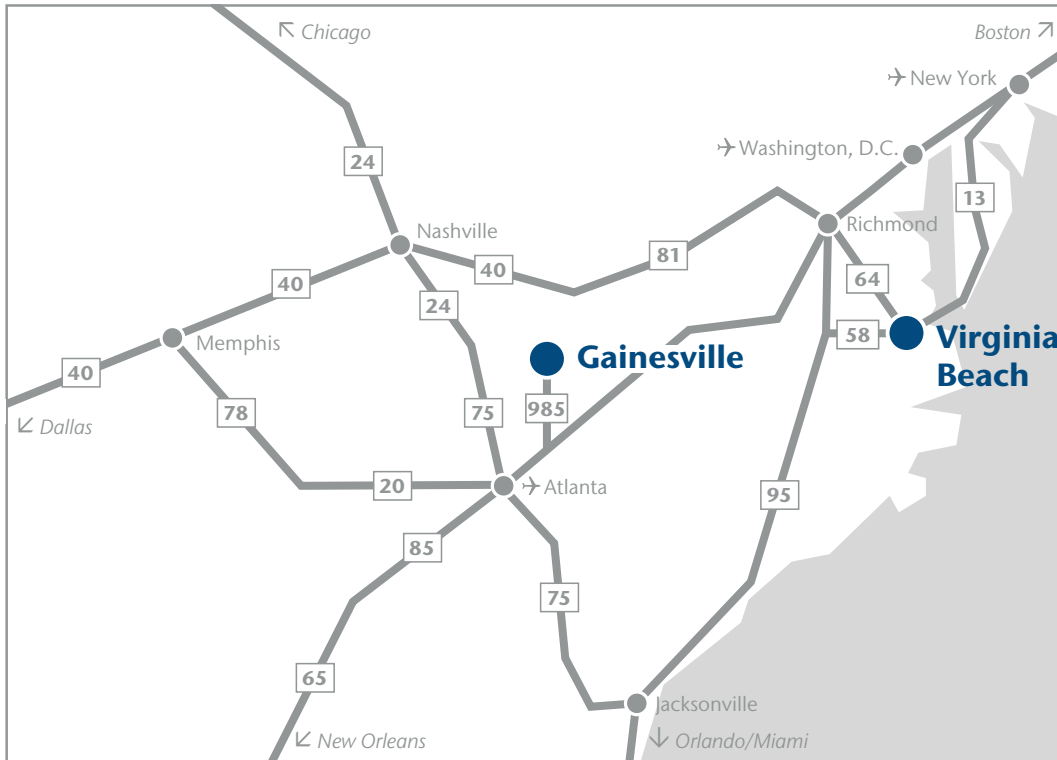 ↖ Chicago
Boston ↗
✈ New York
24
✈ Washington, D.C.
13
Nashville
Richmond
81
40
64
40
24
Virginia
Beach
58
Memphis
Gainesville
40
78
75
985
↙ Dallas
20
✈ Atlanta
95
85
75
65
Jacksonville
↙ New Orleans
↓ Orlando/Miami